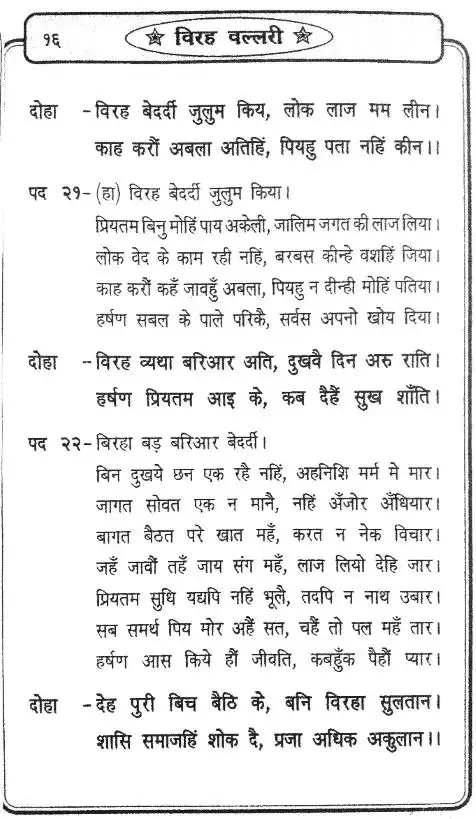 १६
विरह वल्लरी
दोहा - विरह बेदर्दी जुलुम किय, लोक लाज मम लीन।
काह करौं अबला अतिहिं, पियहु पता नहिं कीन।।
पद २१- (हा) विरह बेदर्दी जुलुम किया।
प्रियतम बिनु मोहिं पाय अकेली, जालिम जगत की लाज लिया।
लोक वेद के काम रही नहिं, बरबस कीन्हे वशहिं जिया।
काह करौं कहँ जावहुँ अबला, पियहु न दीन्ही मोहिं पतिया।
हर्षण सबल के पाले परिकै, सर्वस अपनो खोय दिया।
दोहा - विरह व्यथा बरिआर अति, दुखवै दिन अरु राति।
हर्षण प्रियतम आइ के, कब दैहैं सुख शाँति।
पद २२- बिरहा बड़ बरिआर बेदर्दी।
बिन दुखये छन एक रहै नहिं, अहनिशि मर्म मे मार।
जागत सोवत एक न मानै, नहिं अँजोर अँधियार।
बागत बैठत परे खात महँ, करत न नेक विचार।
जहँ जावौं तहँ जाय संग महँ, लाज लियो देहि जार।
प्रियतम सुधि यद्यपि नहिं भूलै, तदपि न नाथ उबार।
सब समर्थ पिय मोर अहैं सत, चहैं तो पल महँ तार।
हर्षण आस किये हौं जीवति, कबहुँक पैहौं प्यार।
दोहा - देह पुरी बिच बैठि के, बनि विरहा सुलतान।
शासि समाजहिं शोक दै, प्रजा अधिक अकुलान।।